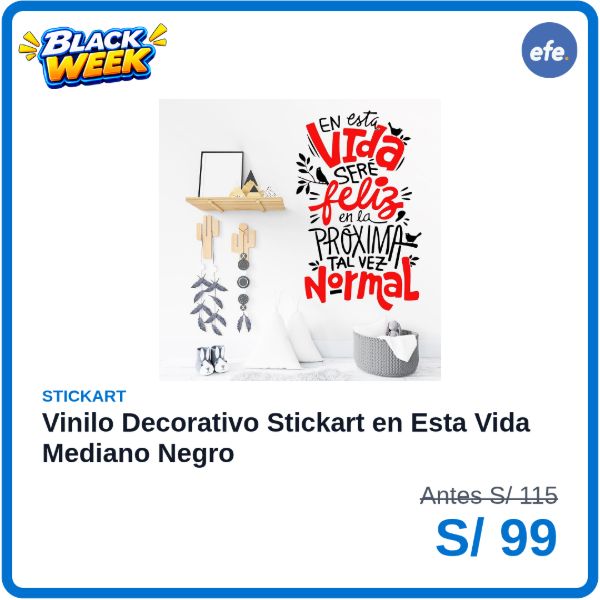 BLACK
WEEK
efe.
EN esta
Vida
SERÉ
feliz
en la
PRÓXIMA
TAL VEZ
NormaL
STICKART
Vinilo Decorativo Stickart en Esta Vida
Mediano Negro
Antes S/ 115
S/ 99